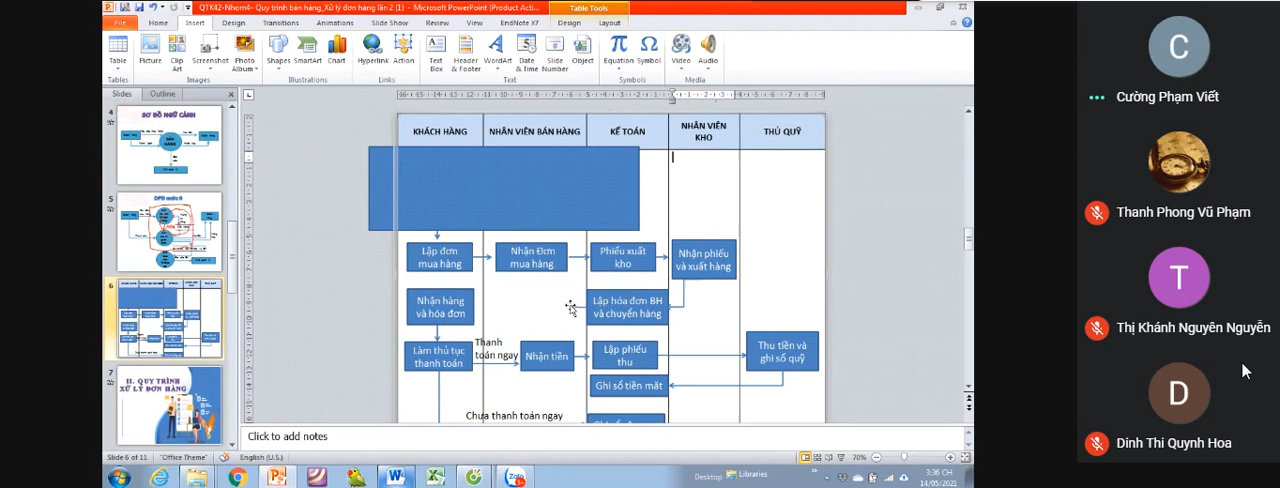 QTK42-Nhom4- Quy trình bán hàng_Xử lý đơn hàng lần 2 (1) - Microsoft PowerPoint (Product Acti...
Table Tools
File
Home
Insert
Design
Transitions
Animations
Slide Show
Review
View
EndNote X7
Design
Layout
Table
Picture
Clip Art
Screenshot
Photo Album
Shapes
SmartArt
Chart
Hyperlink
Action
Text Box
Header & Footer
WordArt
Date & Time
Slide Number
Object
Equation
Symbol
Video
Audio
Tables
Images
Illustrations
Links
Text
Symbols
Media
Slides
Outline
4
SƠ ĐỒ NGỮ CẢNH
5
6
7
II. QUY TRÌNH
XỬ LÝ ĐƠN HÀNG
KHÁCH HÀNG
NHÂN VIÊN BÁN HÀNG
KẾ TOÁN
NHÂN VIÊN
KHO
THỦ QUỸ
Lập đơn
mua hàng
Nhận Đơn
mua hàng
Phiếu xuất
kho
Nhận phiếu
và xuất hàng
Nhận hàng
và hóa đơn
Lập hóa đơn BH
và chuyển hàng
Làm thủ tục
thanh toán
Thanh
toán ngay
Nhận tiền
Lập phiếu
thu
Thu tiền và
ghi sổ quỹ
Ghi sổ tiền mặt
Chưa thanh toán ngay
Click to add notes
Slide 6 of 11
"Office Theme"
English (U.S.)
70%
Desktop
Libraries
3:36 CH
14/05/2021
C
Cường Phạm Viết
Thanh Phong Vũ Phạm
T
Thị Khánh Nguyên Nguyễn
D
Dinh Thi Quynh Hoa